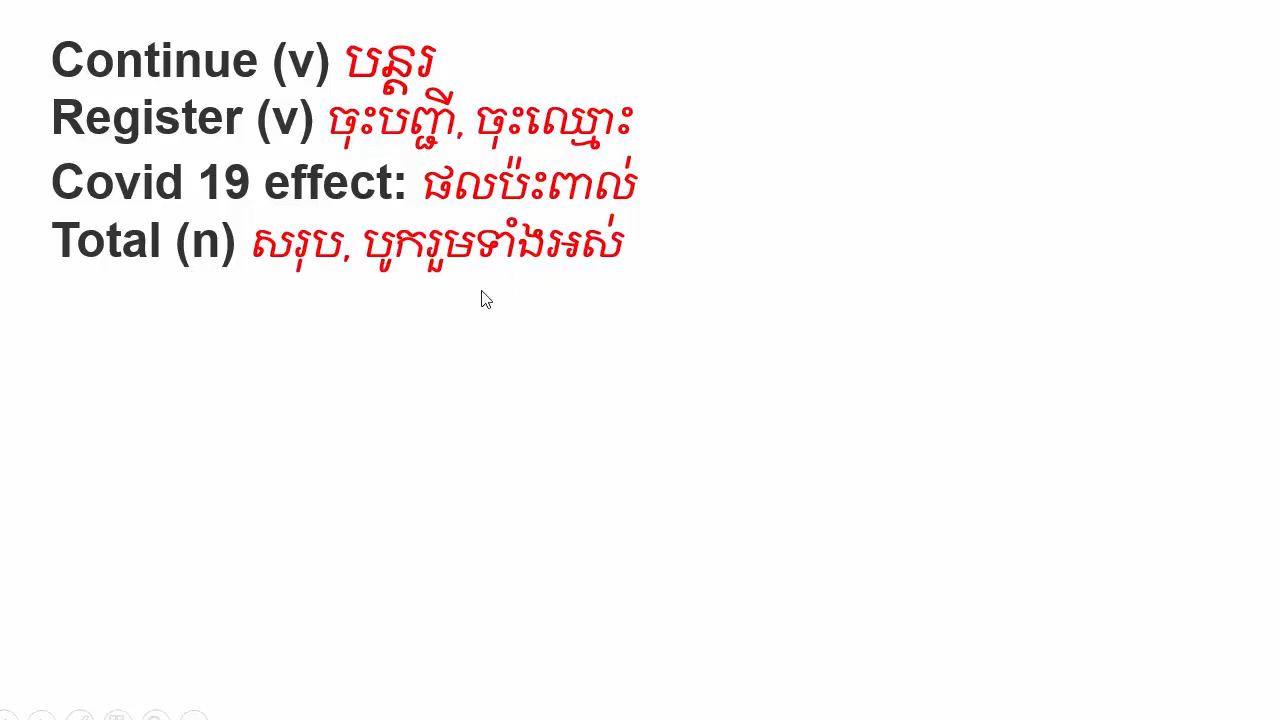 Continue (v) បន្តរ
Register (v) ចុះបញ្ជី, ចុះឈ្មោះ
Covid 19 effect: ផលប៉ះពាល់
Total (n) សរុប, បូករួមទាំងអស់